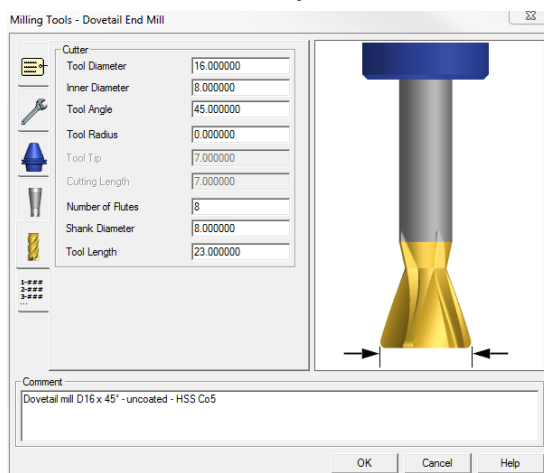 Milling Tools - Dovetail End Mill
Cutter
Tool Diameter 16.000000
Inner Diameter 8.000000
Tool Angle 45.000000
Tool Radius 0.000000
Tool Tip 7.000000
Cutting Length 7.000000
Number of Flutes 8
Shank Diameter 8.000000
Tool Length 23.000000
1-###
2-###
3-###
...
Comment
Dovetail mill D16 x 45° - uncoated - HSS Co5
OK Cancel Help